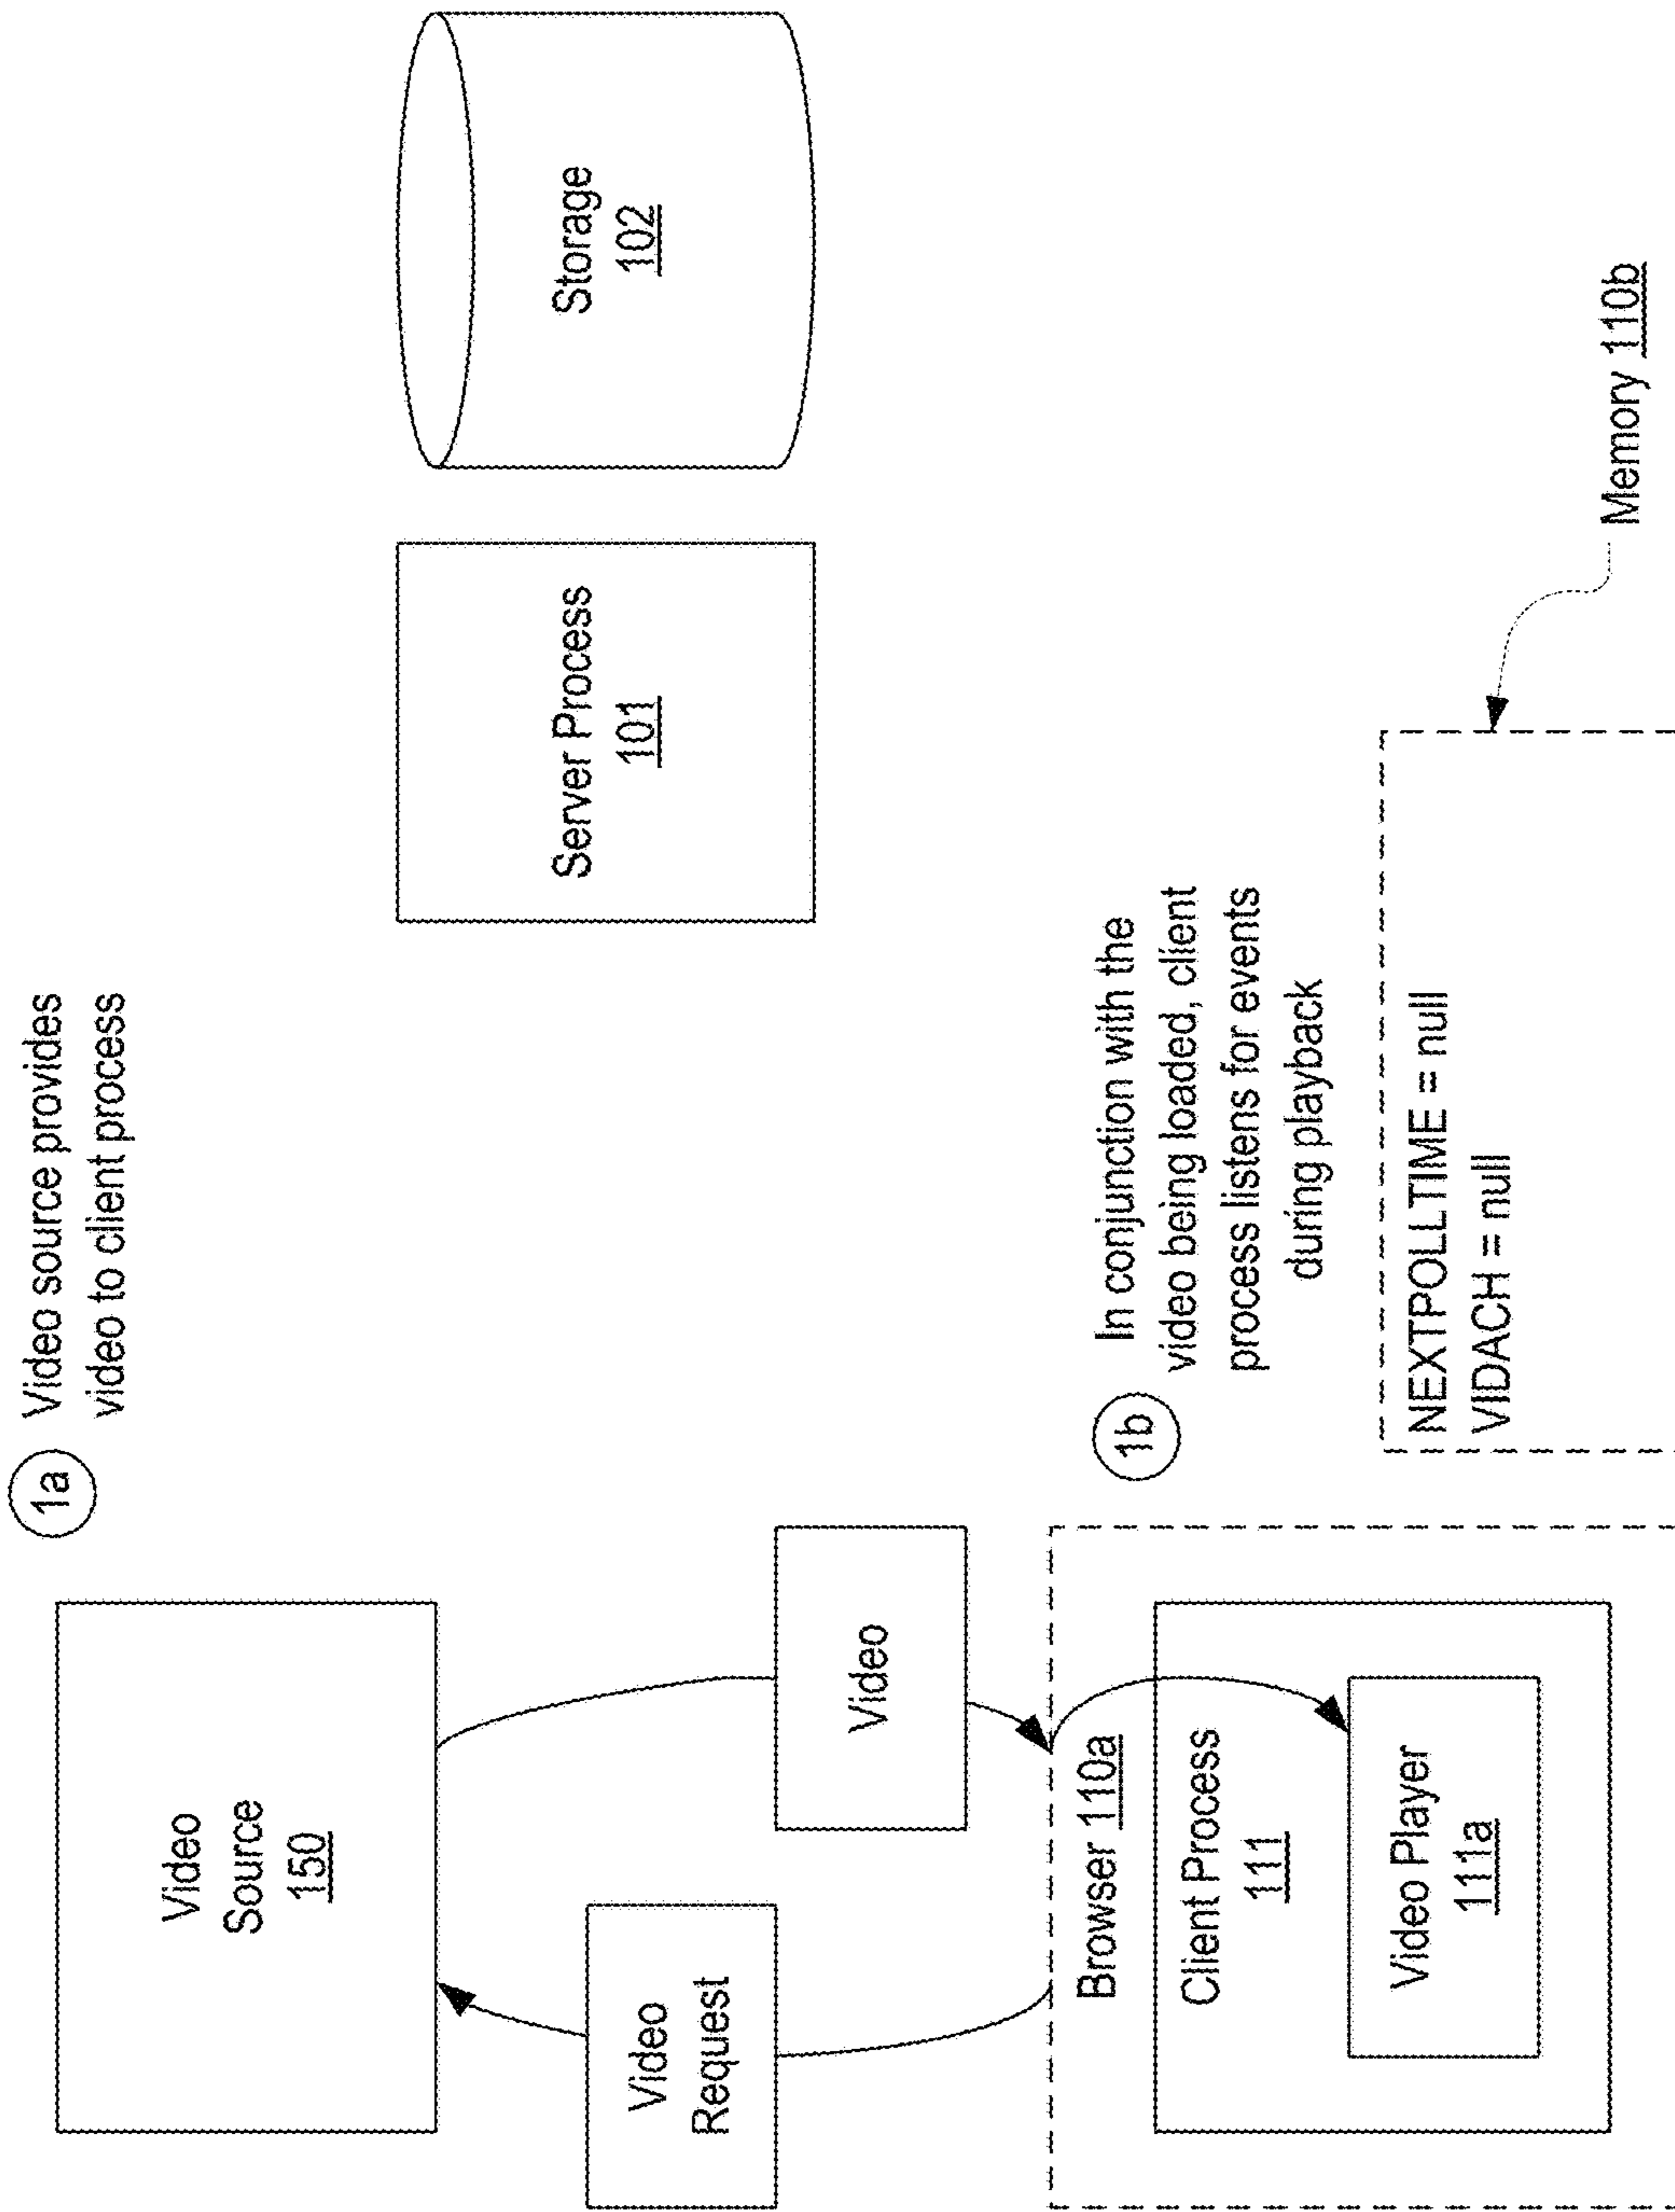 1a
Video source provides
video to client process
Video
Source
150
Server Process
101
Storage
102
Video
Request
Video
1b
In conjunction with the
video being loaded, client
process listens for events
during playback
Browser 110a
Client Process
111
Video Player
111a
NEXTPOLLTIME = null
VIDACH = null
Memory 110b